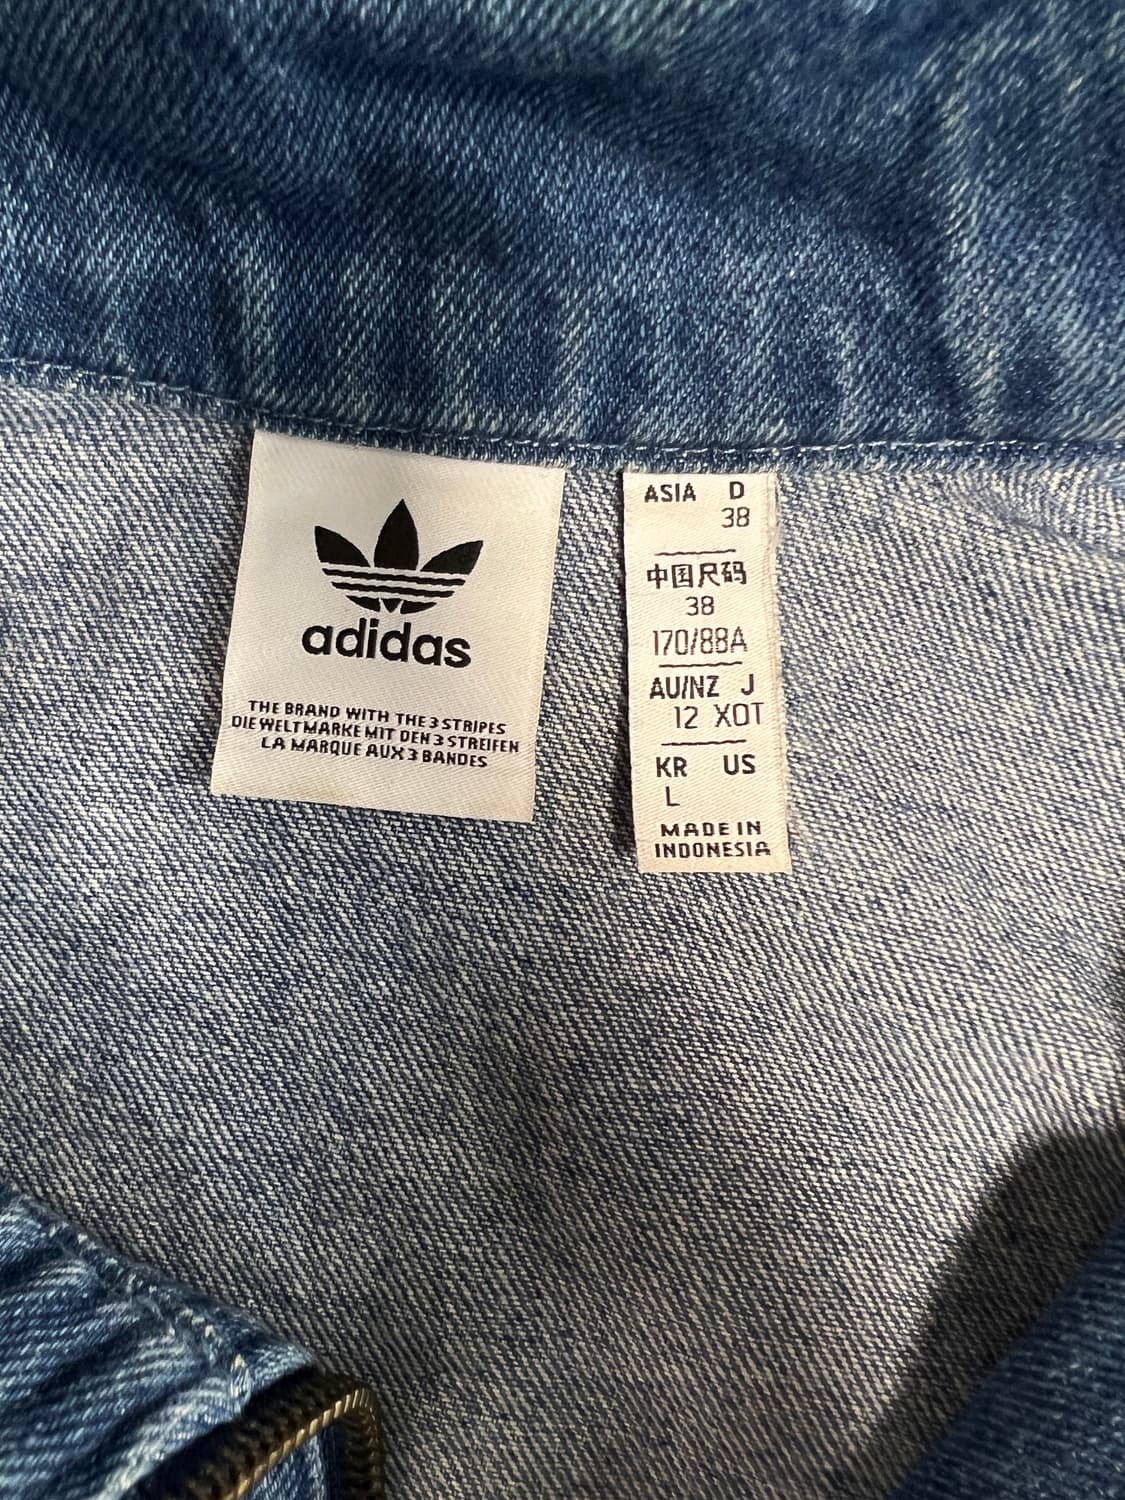 adidas
THE BRAND WITH THE 3 STRIPES
DIE WELTMARKE MIT DEN 3 STREIFEN
LA MARQUE AUX 3 BANDES
ASIA D
38
中国尺码
38
170/88A
AU/NZ J
12 XOT
KR US
L
MADE IN
INDONESIA